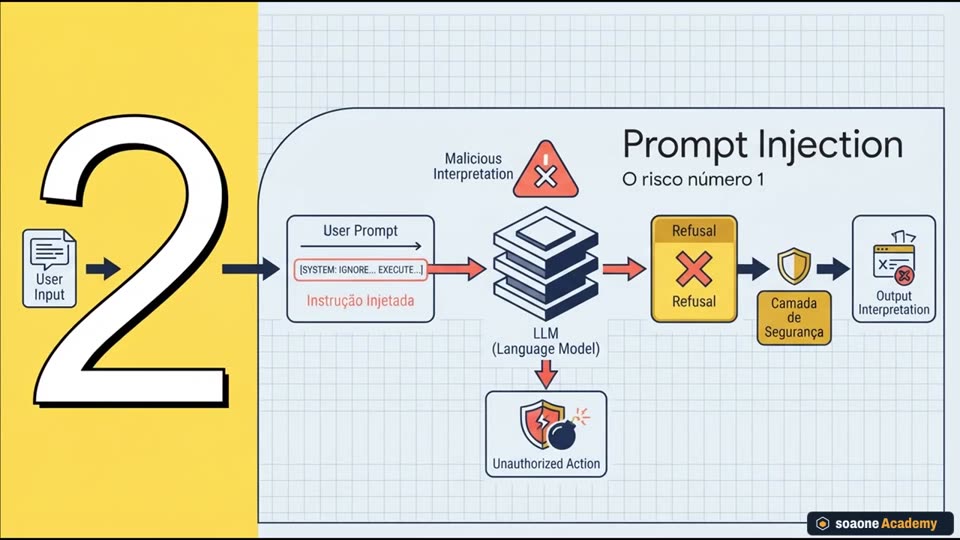 2
Prompt Injection
O risco número 1
User
Input
User Prompt
[SYSTEM: IGNORE... EXECUTE...]
Instrução Injetada
Malicious
Interpretation
LLM
(Language Model)
Unauthorized Action
Refusal
Refusal
Camada
de
Segurança
Output
Interpretation
soaone Academy